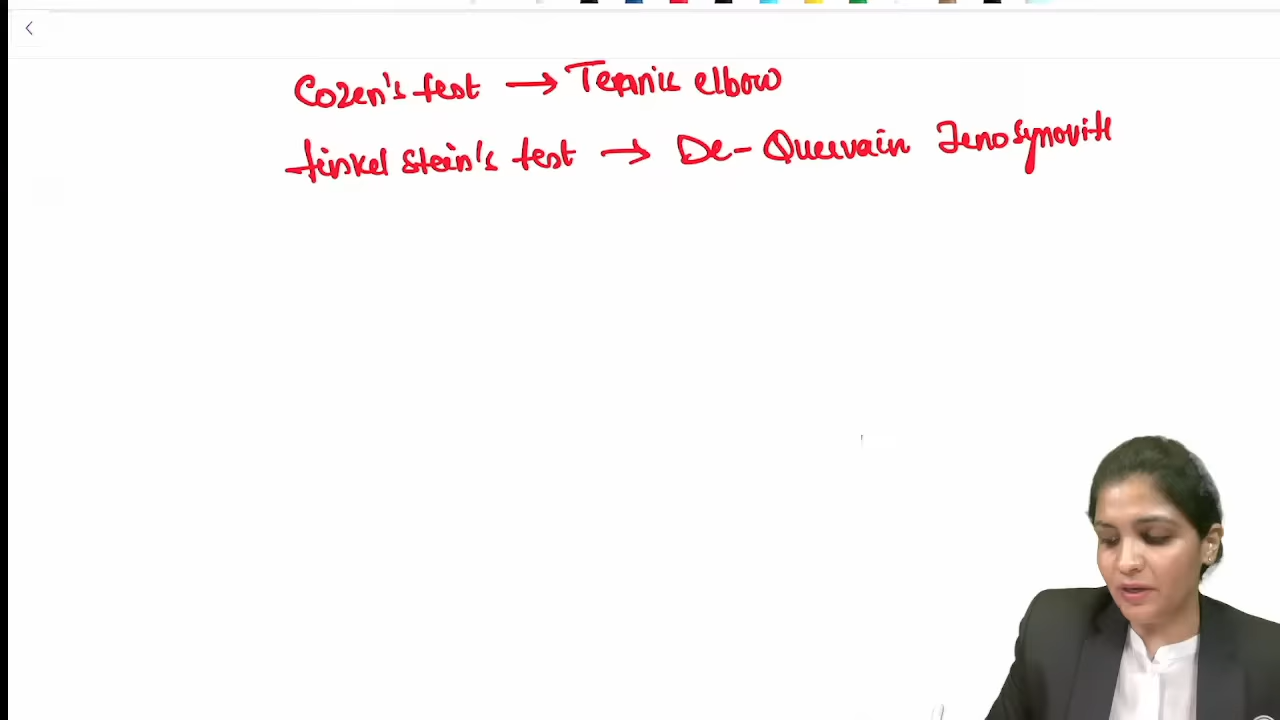 Cozen's test → Tennis elbow
finkel stein's test → De-Quervain Tenosynovitis